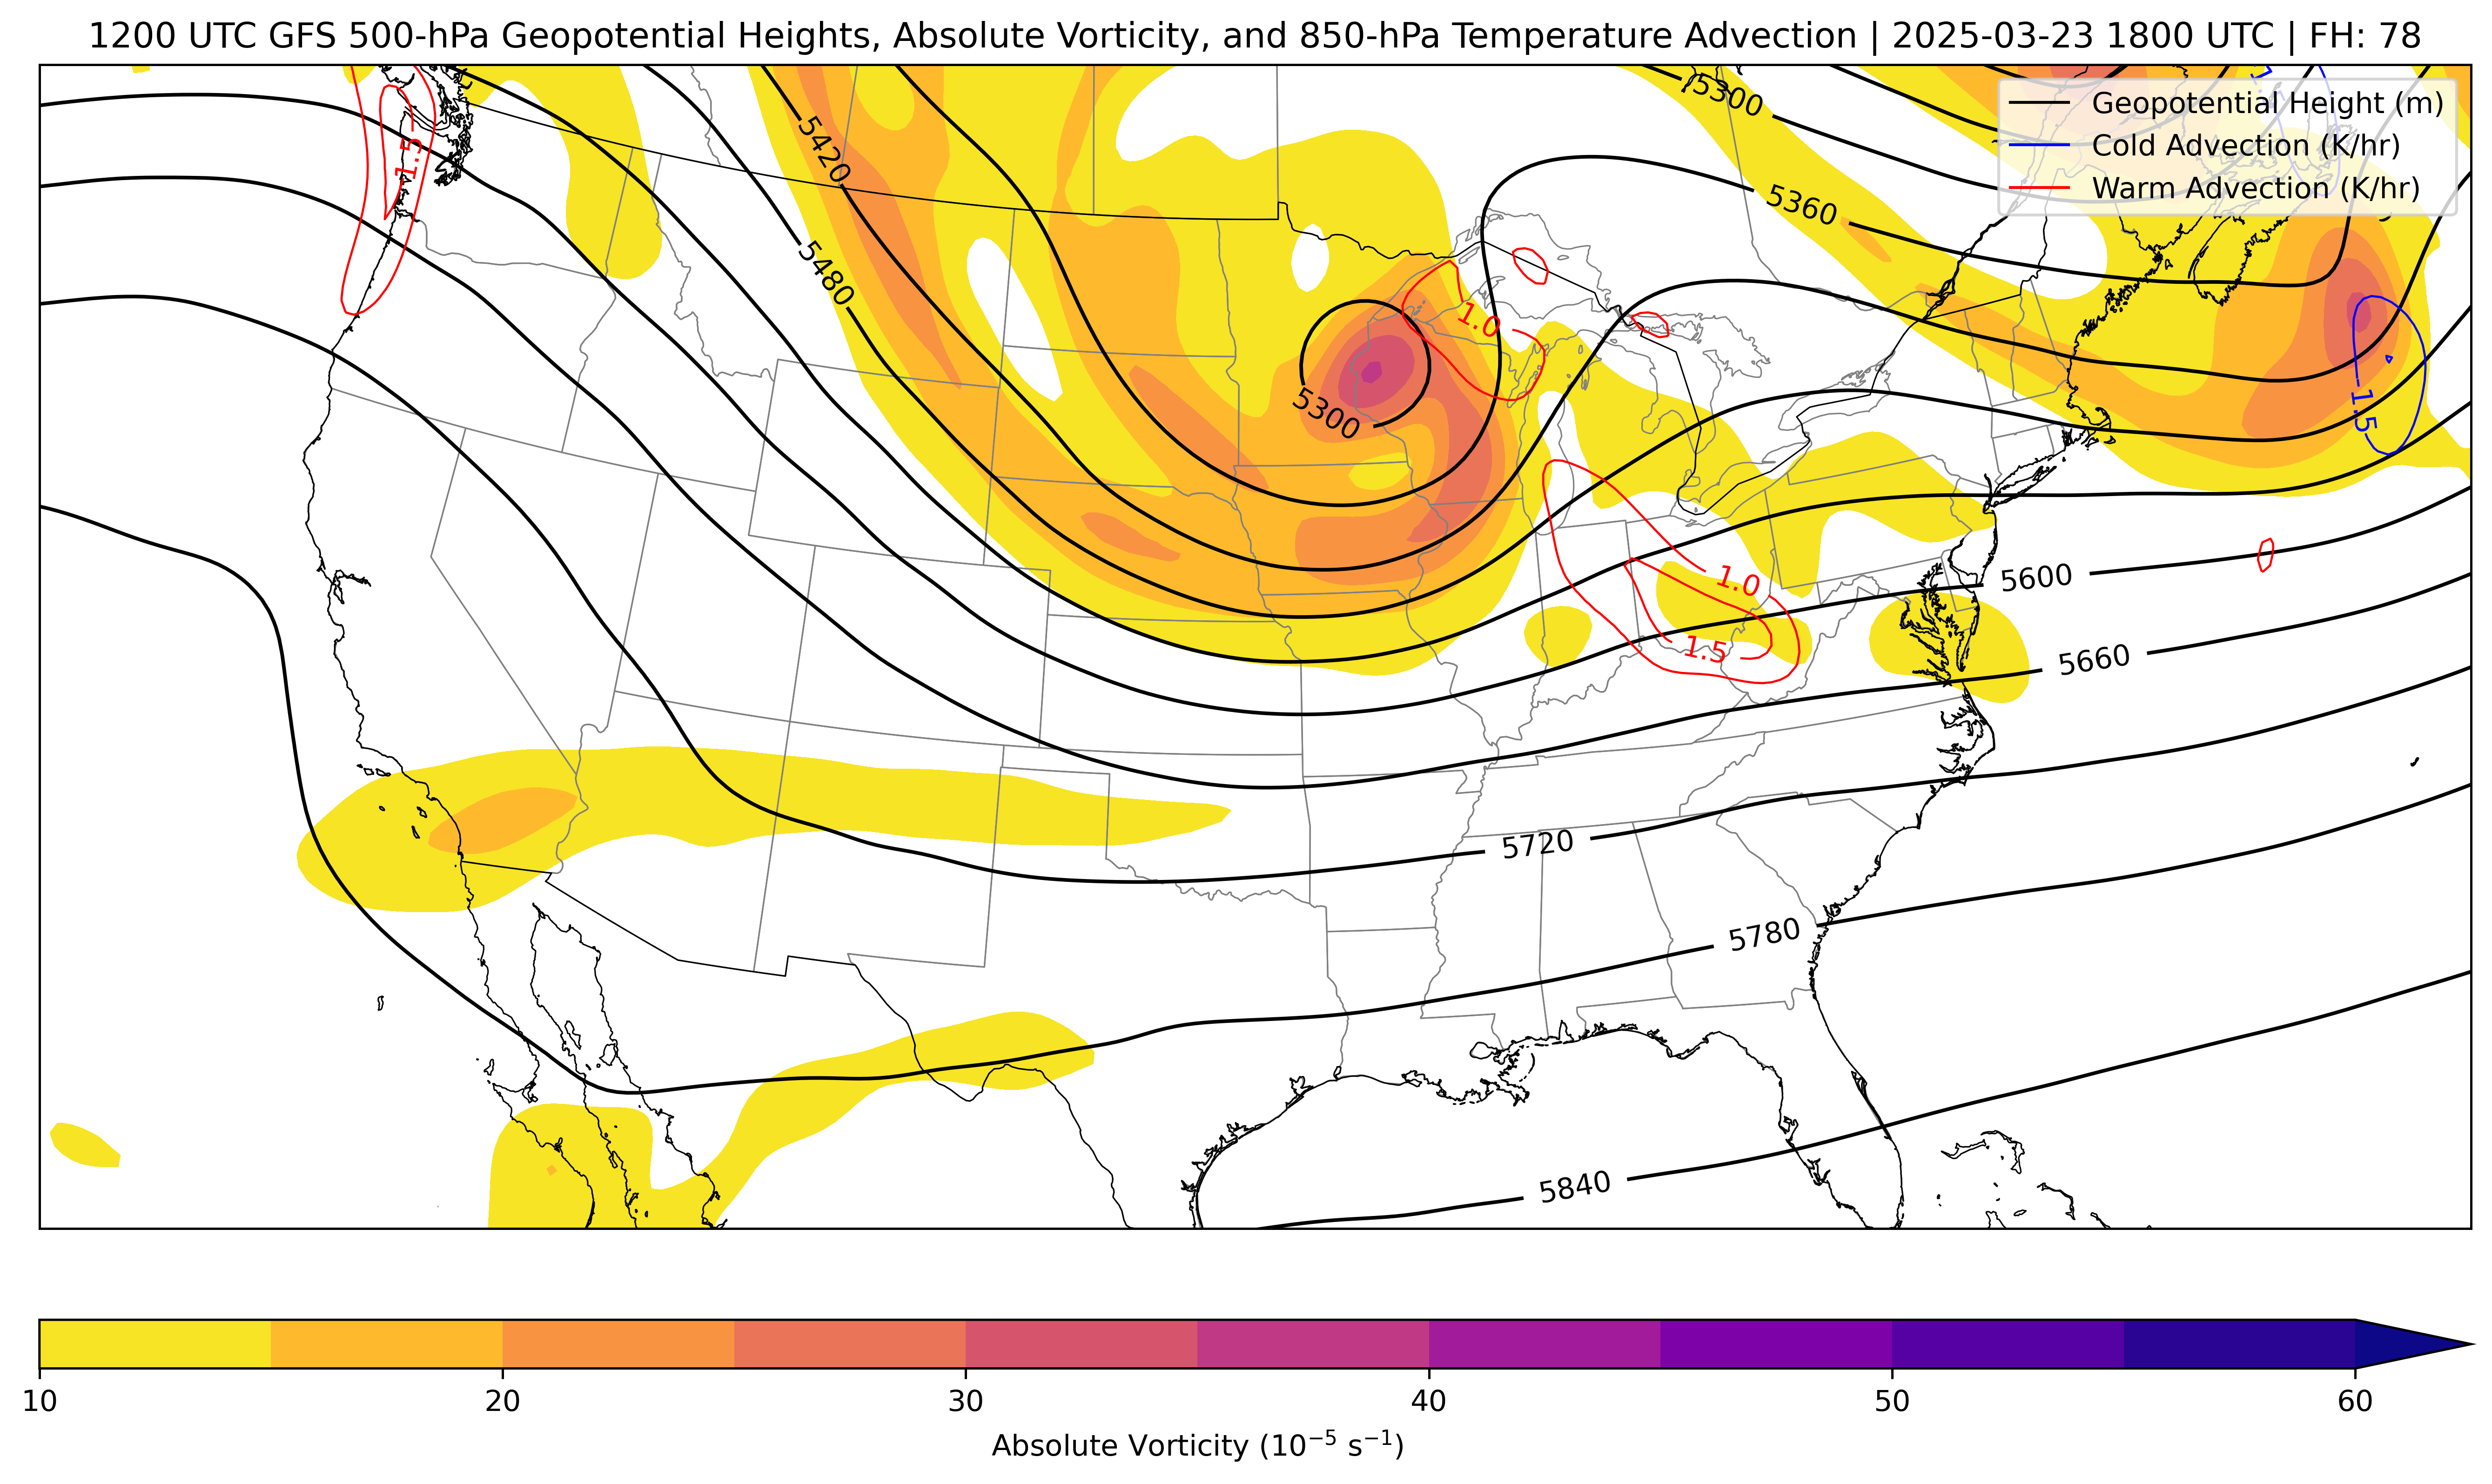 1200 UTC GFS 500-hPa Geopotential Heights, Absolute Vorticity, and 850-hPa Temperature Advection | 2025-03-23 1800 UTC | FH: 78
Geopotential Height (m)
Cold Advection (K/hr)
Warm Advection (K/hr)
5300
5420
1.5
5360
5480
1.0
1.5
5300
1.0
5600
1.5
5660
5720
5780
5840
10 20 30 40 50 60
Absolute Vorticity (10⁻⁵ s⁻¹)